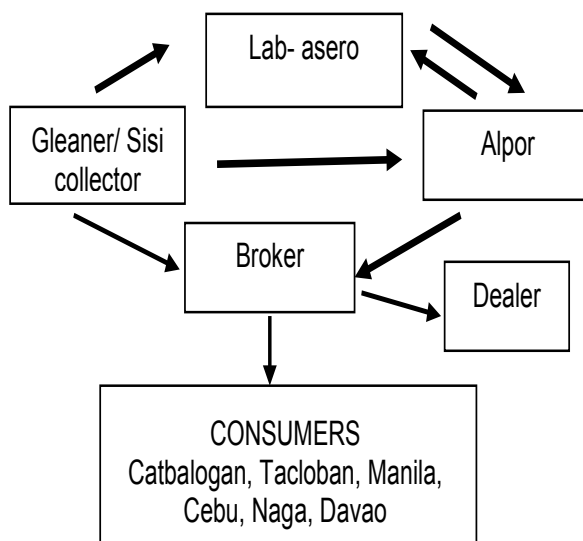 Lab- asero
Gleaner/ Sisi
collector
Alpor
Broker
Dealer
CONSUMERS
Catbalogan, Tacloban, Manila,
Cebu, Naga, Davao